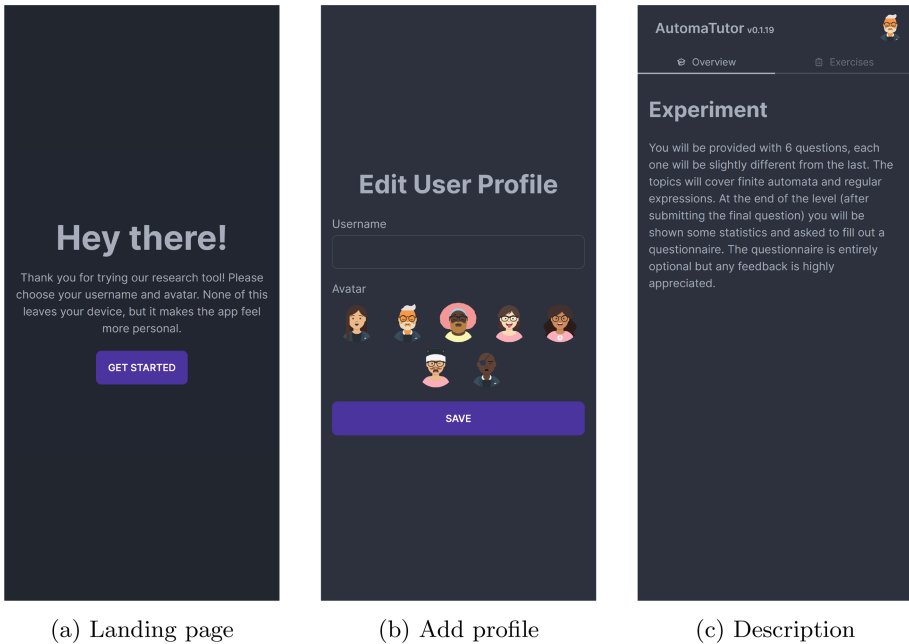 Hey there!
Thank you for trying our research tool! Please
choose your username and avatar. None of this
leaves your device, but it makes the app feel
more personal.
GET STARTED
(a) Landing page
Edit User Profile
Username
Avatar
SAVE
(b) Add profile
AutomaTutor v0.1.19
Overview
Exercises
Experiment
You will be provided with 6 questions, each
one will be slightly different from the last. The
topics will cover finite automata and regular
expressions. At the end of the level (after
submitting the final question) you will be
shown some statistics and asked to fill out a
questionnaire. The questionnaire is entirely
optional but any feedback is highly
appreciated.
(c) Description